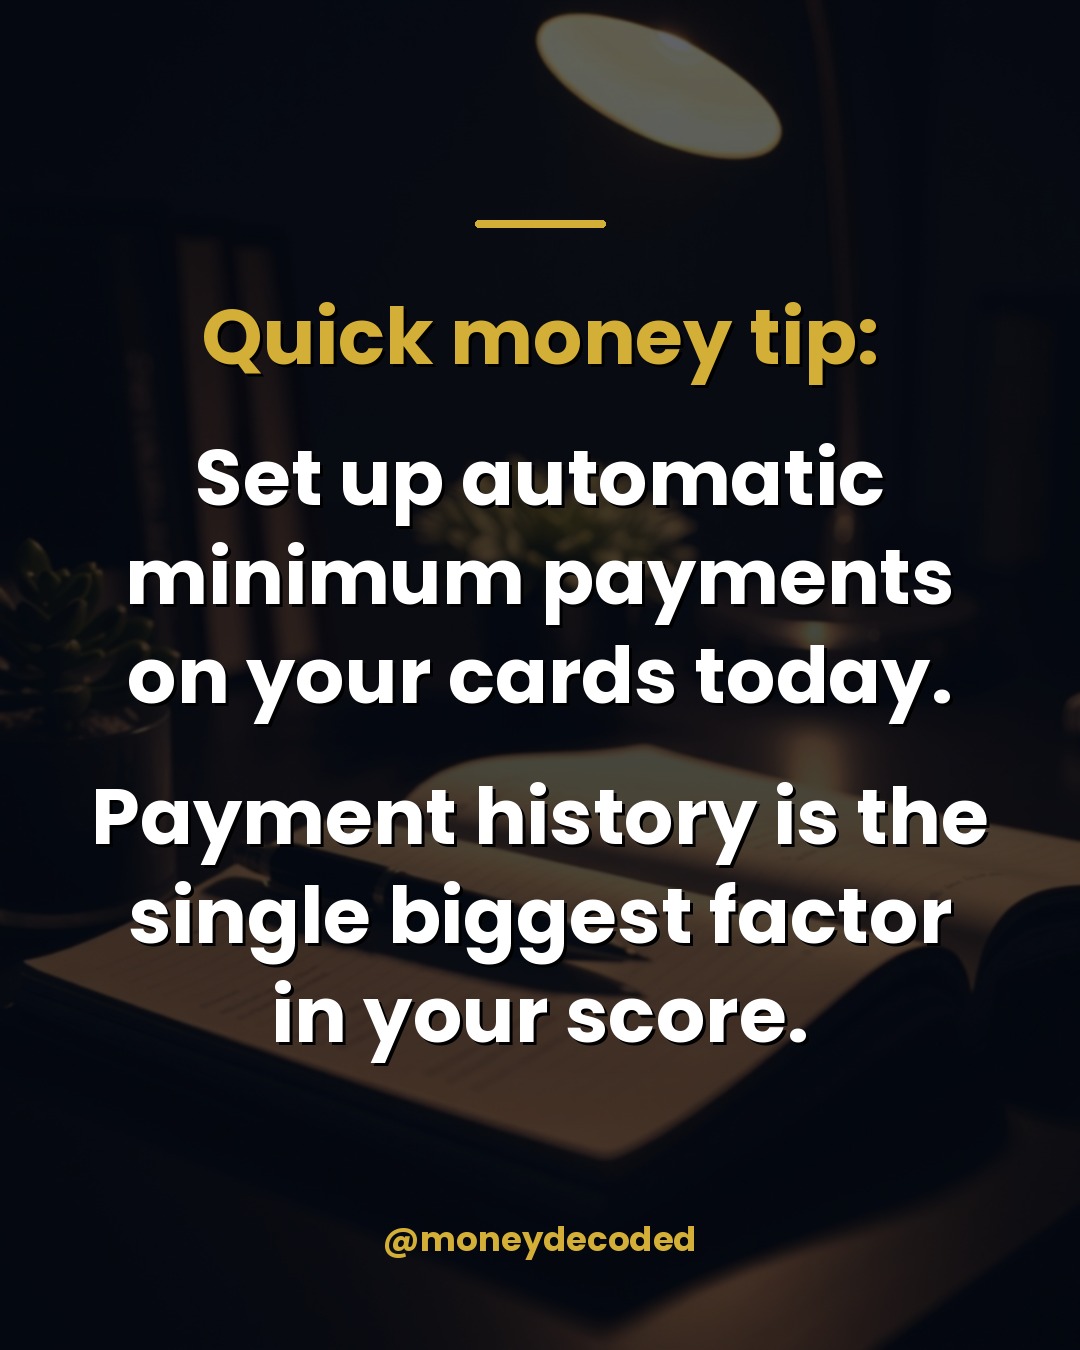 Quick money tip:
Set up automatic
minimum payments
on your cards today.
Payment history is the
single biggest factor
in your score.
@moneydecoded